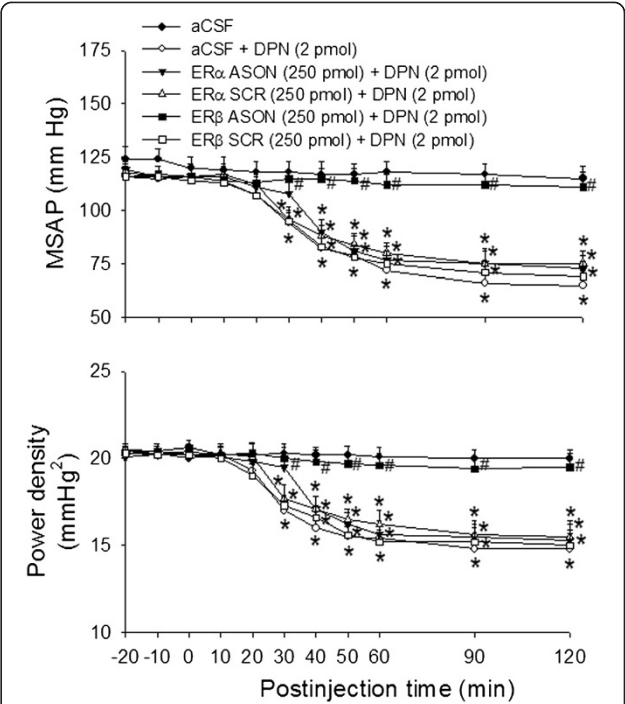 aCSF
aCSF + DPN (2 pmol)
ERα ASON (250 pmol) + DPN (2 pmol)
ERα SCR (250 pmol) + DPN (2 pmol)
ERβ ASON (250 pmol) + DPN (2 pmol)
ERβ SCR (250 pmol) + DPN (2 pmol)
MSAP (mm Hg)
175
150
125
100
75
50
Power density
(mmHg²)
25
20
15
10
-20 -10 0 10 20 30 40 50 60 90 120
Postinjection time (min)